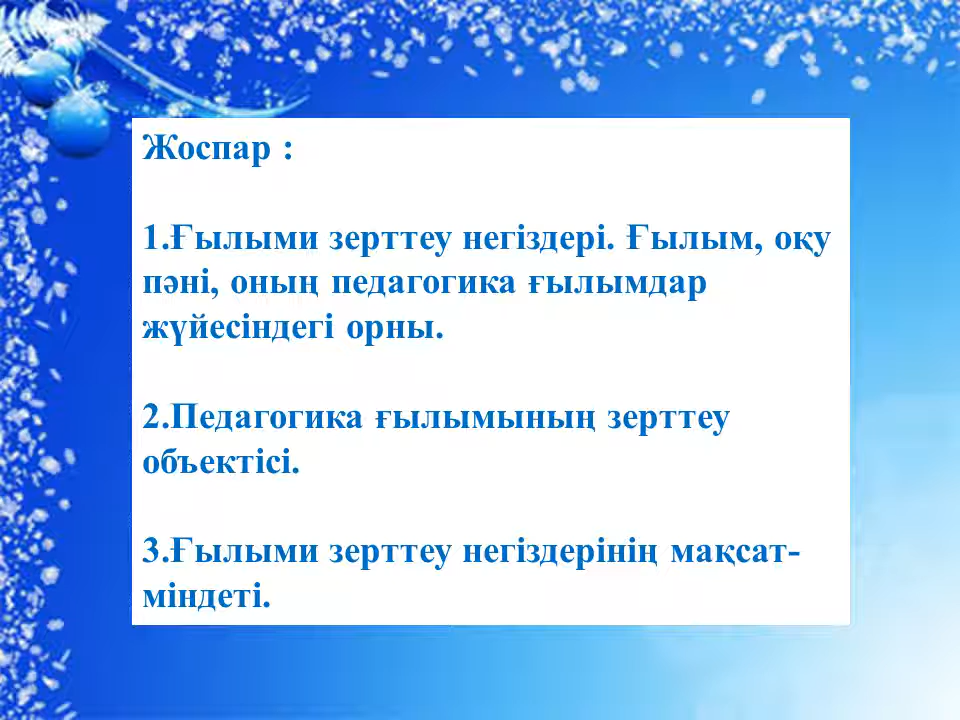 Жоспар :
1.Ғылыми зерттеу негіздері. Ғылым, оқу
пәні, оның педагогика ғылымдар
жүйесіндегі орны.
2.Педагогика ғылымының зерттеу
объектісі.
3.Ғылыми зерттеу негіздерінің мақсат-
міндеті.